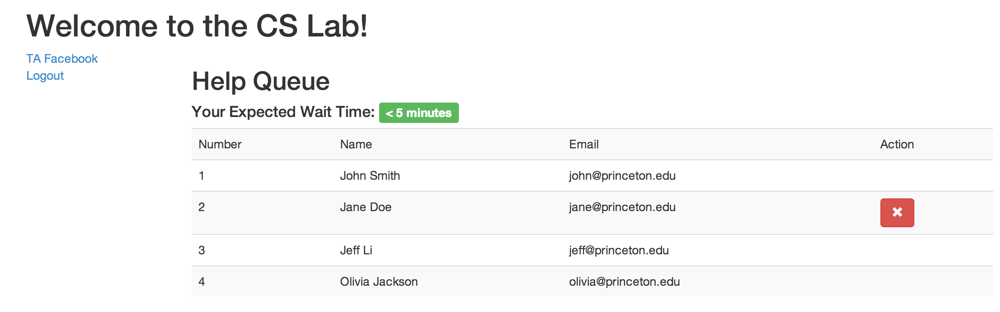 Welcome to the CS Lab!
TA Facebook
Logout
Help Queue
Your Expected Wait Time: < 5 minutes
Number Name Email Action
1 John Smith john@princeton.edu
2 Jane Doe jane@princeton.edu
3 Jeff Li jeff@princeton.edu
4 Olivia Jackson olivia@princeton.edu